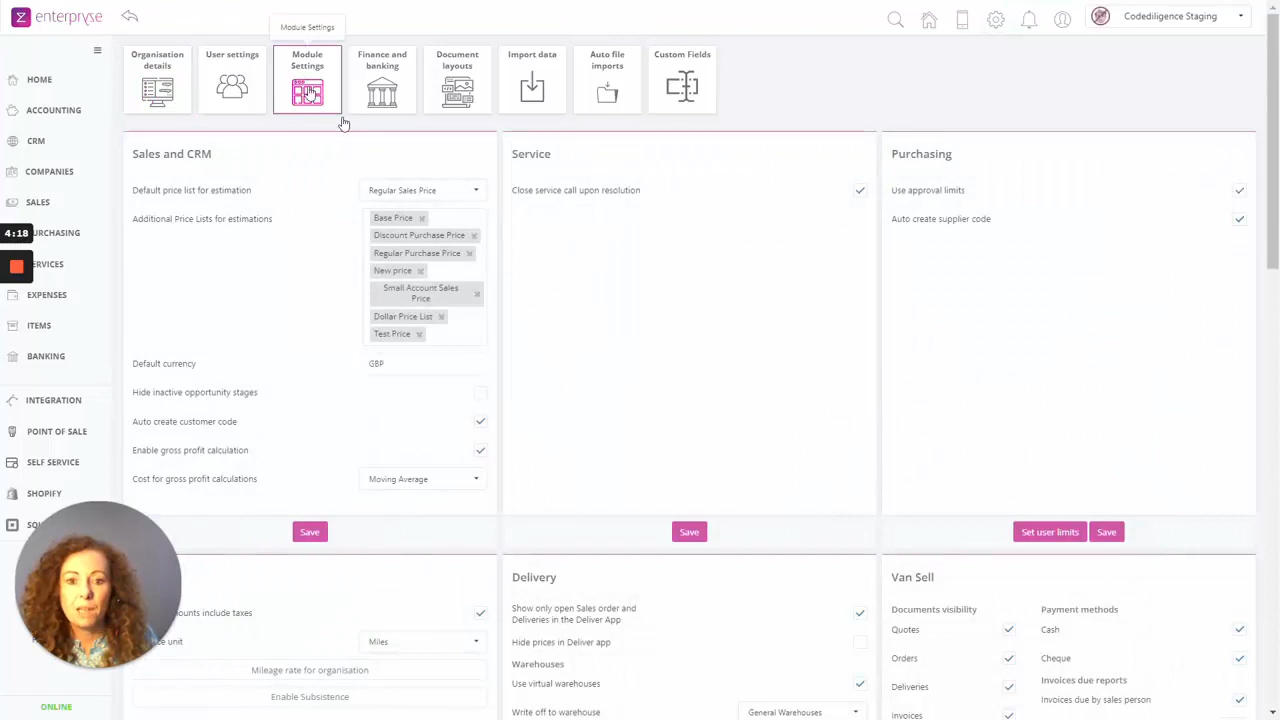 enterpryse
Module Settings
Codediligence Staging
Organisation
details
User settings
Module
Settings
Finance and
banking
Document
layouts
Import data
Auto file
imports
Custom Fields
HOME
ACCOUNTING
CRM
COMPANIES
SALES
4:18
SERVICES
EXPENSES
ITEMS
BANKING
INTEGRATION
POINT OF SALE
SELF SERVICE
SHOPIFY
ONLINE
Sales and CRM
Default price list for estimation
Regular Sales Price
Additional Price Lists for estimations
Base Price
Discount Purchase Price
Regular Purchase Price
New price
Small Account Sales
Price
Dollar Price List
Test Price
Default currency
GBP
Hide inactive opportunity stages
Auto create customer code
Enable gross profit calculation
Cost for gross profit calculations
Moving Average
Save
Service
Close service call upon resolution
Save
Purchasing
Use approval limits
Auto create supplier code
Set user limits
Save
include taxes
unit
Miles
Mileage rate for organisation
Enable Subsistence
Delivery
Show only open Sales order and
Deliveries in the Deliver App
Hide prices in Deliver app
Warehouses
Use virtual warehouses
Write off to warehouse
General Warehouses
Van Sell
Documents visibility
Quotes
Orders
Deliveries
Invoices
Payment methods
Cash
Cheque
Invoices due reports
Invoices due by sales person